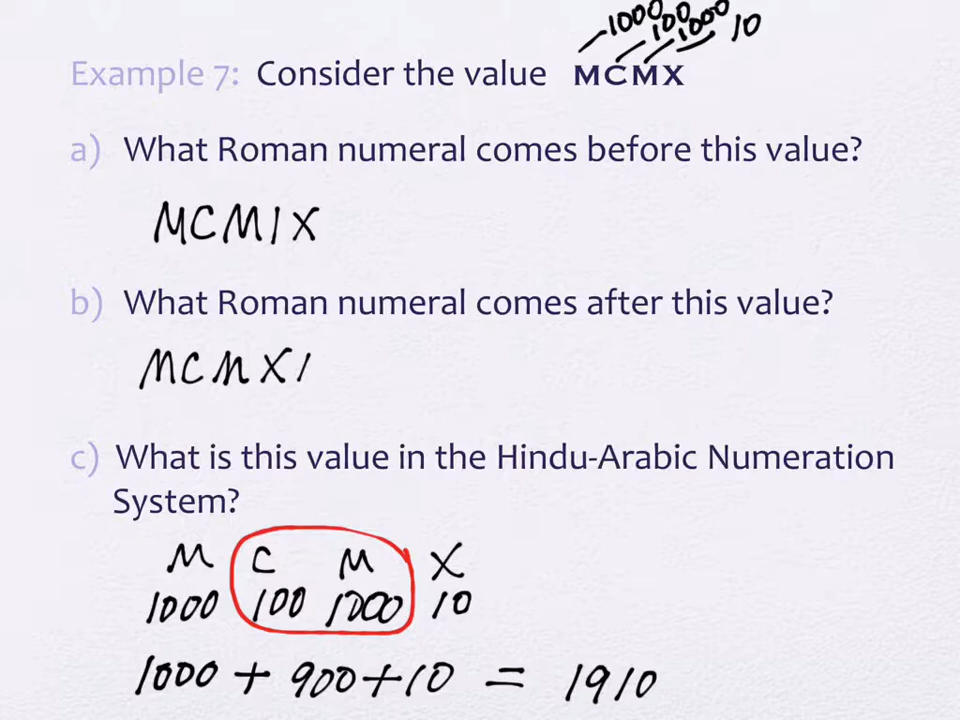 1000 100 1000 10
Example 7: Consider the value MCMX
a) What Roman numeral comes before this value?
MCMIX
b) What Roman numeral comes after this value?
MCMXI
c) What is this value in the Hindu-Arabic Numeration
System?
M C M X
1000 100 1000 10
1000 + 900 + 10 = 1910